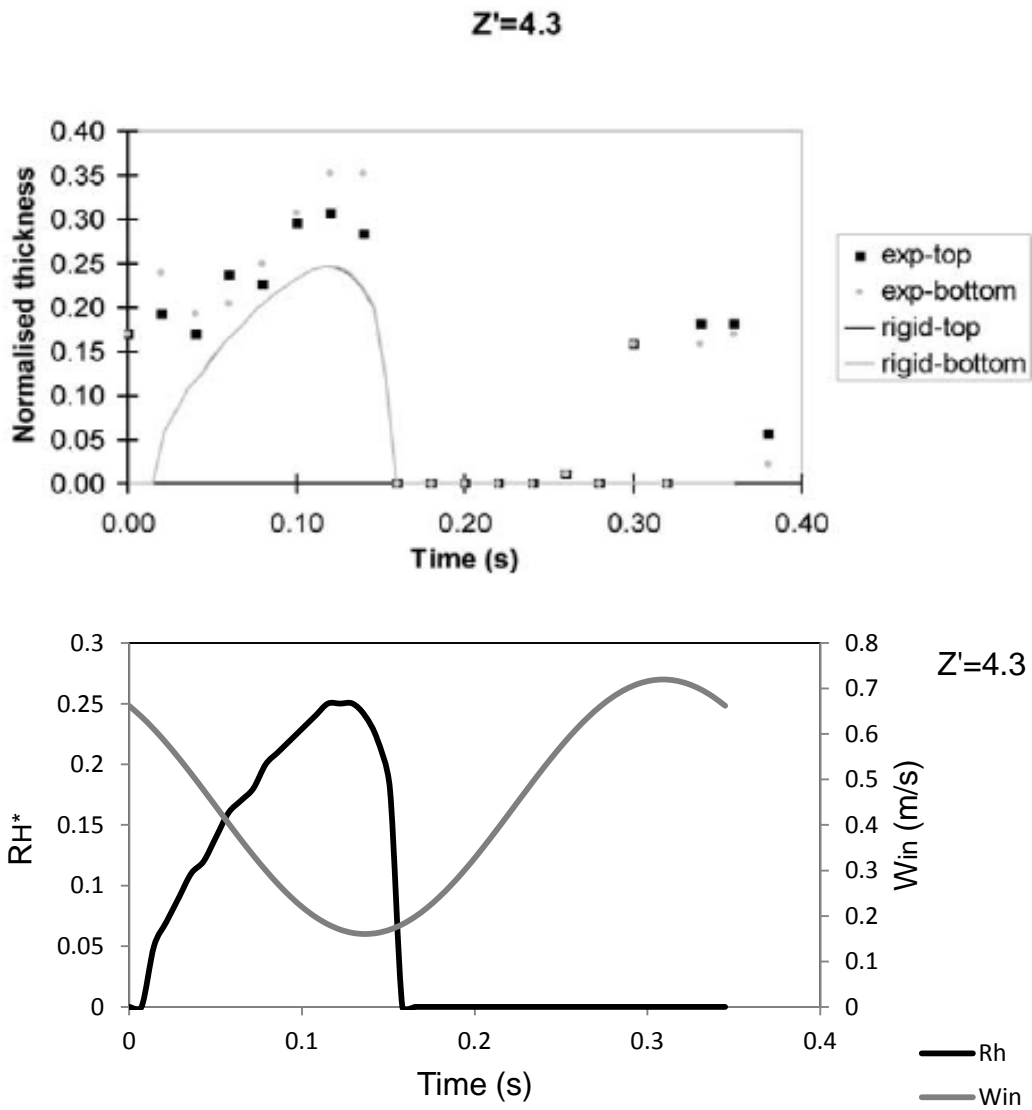 Z'=4.3
0.40
0.35
0.30
0.25
0.20
0.15
0.10
0.05
0.00
Normalised thickness
0.00 0.10 0.20 0.30 0.40
Time (s)
exp-top
exp-bottom
rigid-top
rigid-bottom
Z'=4.3
0.3
0.25
0.2
0.15
0.1
0.05
0
RH*
0 0.1 0.2 0.3 0.4
Time (s)
0.8
0.7
0.6
0.5
0.4
0.3
0.2
0.1
0
Win (m/s)
Rh
Win